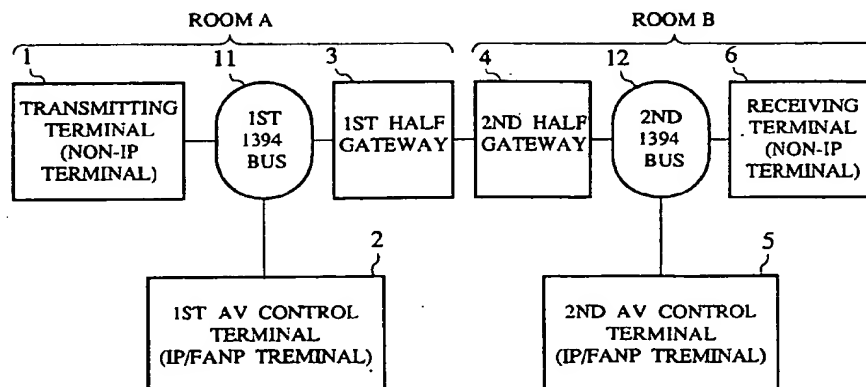 ROOM A
ROOM B
1
11
3
4
12
6
TRANSMITTING
TERMINAL
(NON-IP
TERMINAL)
1ST
1394
BUS
1ST HALF
GATEWAY
2ND HALF
GATEWAY
2ND
1394
BUS
RECEIVING
TERMINAL
(NON-IP
TERMINAL)
2
5
1ST AV CONTROL
TERMINAL
(IP/FANP TREMINAL)
2ND AV CONTROL
TERMINAL
(IP/FANP TREMINAL)